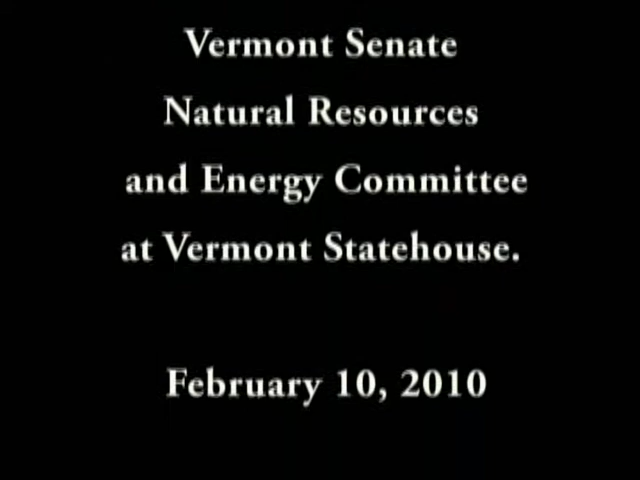 Vermont Senate
Natural Resources
and Energy Committee
at Vermont Statehouse.
February 10, 2010